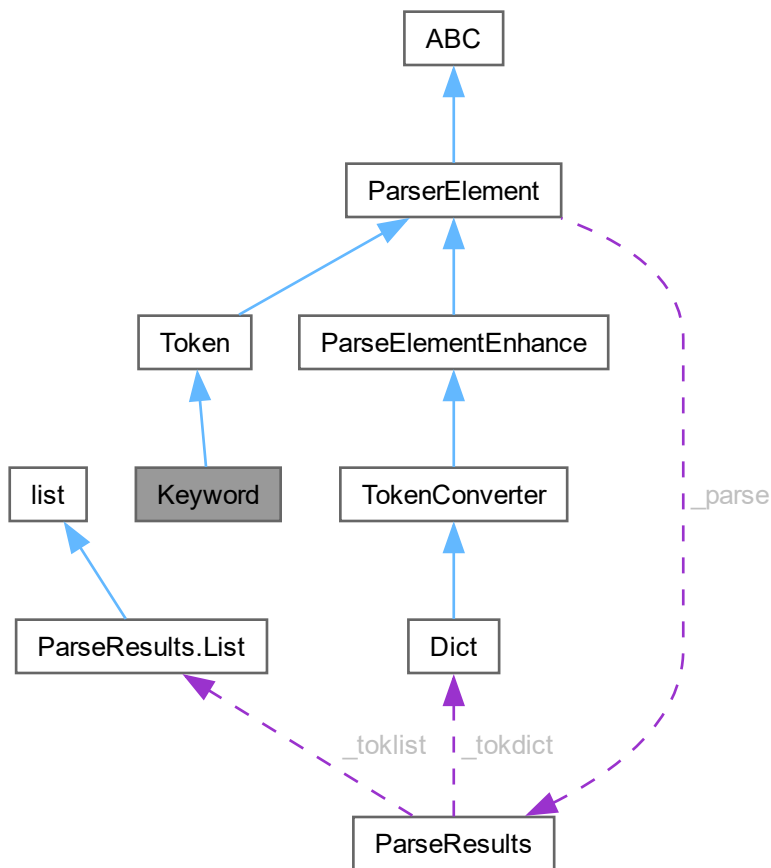 ABC
ParserElement
Token
ParseElementEnhance
list
Keyword
TokenConverter
_parse
ParseResults.List
Dict
_toklist
_tokdict
ParseResults